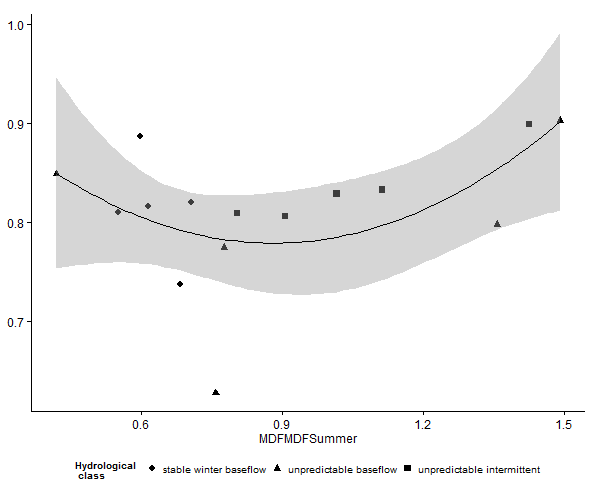 1.0
0.9
0.8
0.7
0.6 0.9 1.2 1.5
MDFMDFSummer
Hydrological
class
stable winter baseflow unpredictable baseflow unpredictable intermittent